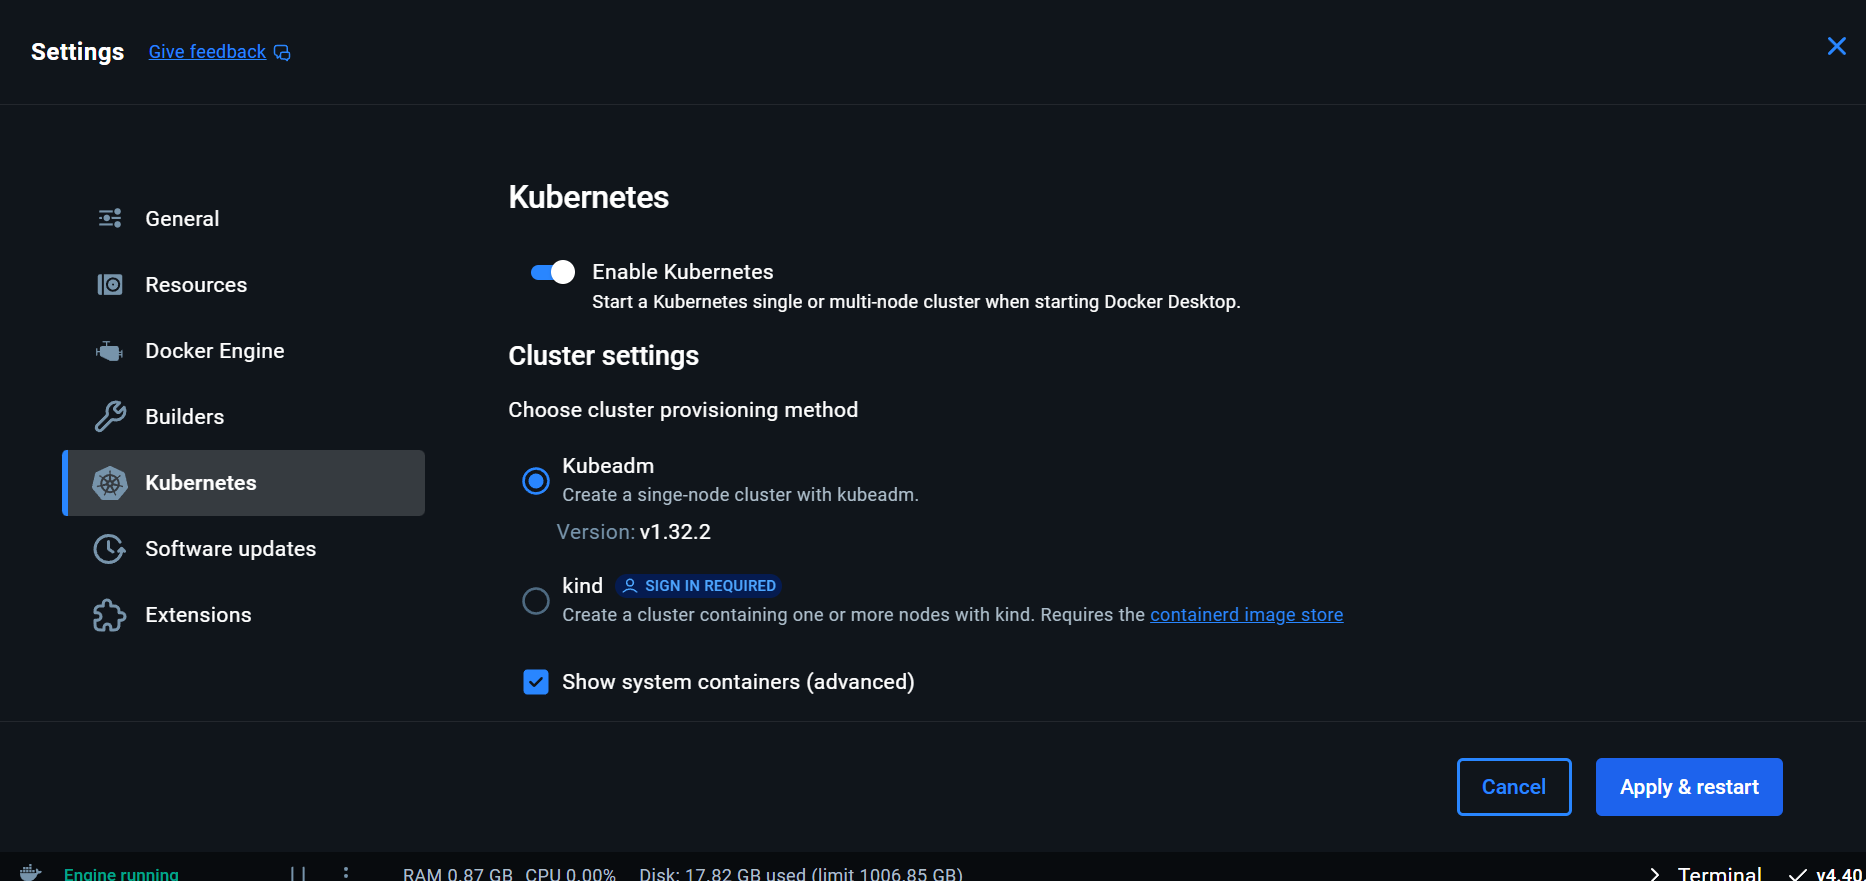 Settings Give feedback
General
Resources
Docker Engine
Builders
Kubernetes
Software updates
Extensions
Kubernetes
Enable Kubernetes
Start a Kubernetes single or multi-node cluster when starting Docker Desktop.
Cluster settings
Choose cluster provisioning method
Kubeadm
Create a singe-node cluster with kubeadm.
Version: v1.32.2
kind SIGN IN REQUIRED
Create a cluster containing one or more nodes with kind. Requires the containerd image store
Show system containers (advanced)
Cancel Apply & restart
Engine running RAM 0.87 GB CPU 0.00% Disk: 17.82 GB used (limit 1006.85 GB) Terminal v4.40.